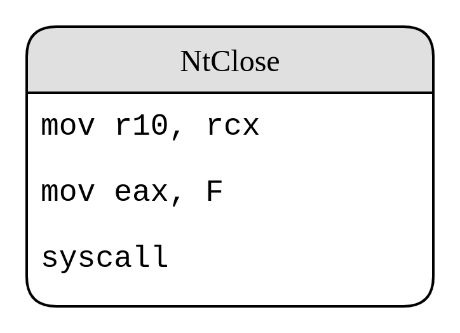 NtClose
mov r10, rcx
mov eax, F
syscall